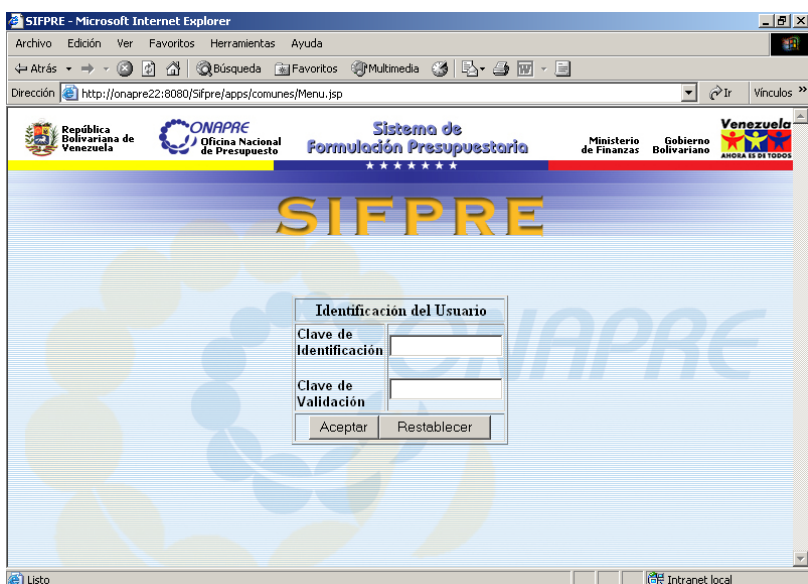 SIFPRE - Microsoft Internet Explorer
Archivo Edición Ver Favoritos Herramientas Ayuda
Atrás Búsqueda Favoritos Multimedia
Dirección http://onapre22:8080/Sifpre/apps/comunes/Menu.jsp Ir Vínculos »
República
Bolivariana de
Venezuela
ONAPRE
Oficina Nacional
de Presupuesto
Sistema de
Formulación Presupuestaria
Ministerio
de Finanzas
Gobierno
Bolivariano
Venezuela
AHORA ES DE TODOS
SIFPRE
ONAPRE
Identificación del Usuario
Clave de
Identificación
Clave de
Validación
Aceptar Restablecer
Listo Intranet local